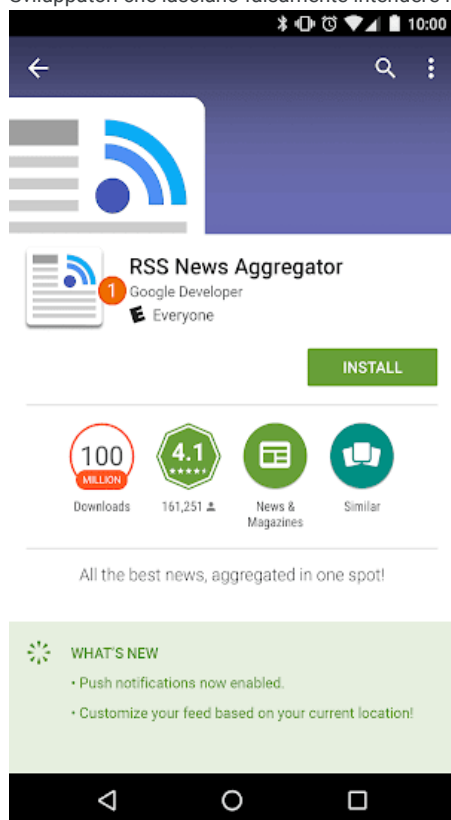 10:00
RSS News Aggregator
1
Google Developer
E Everyone
INSTALL
100
MILLION
4.1
Downloads
161,251
News &
Magazines
Similar
All the best news, aggregated in one spot!
WHAT'S NEW
• Push notifications now enabled.
• Customize your feed based on your current location!